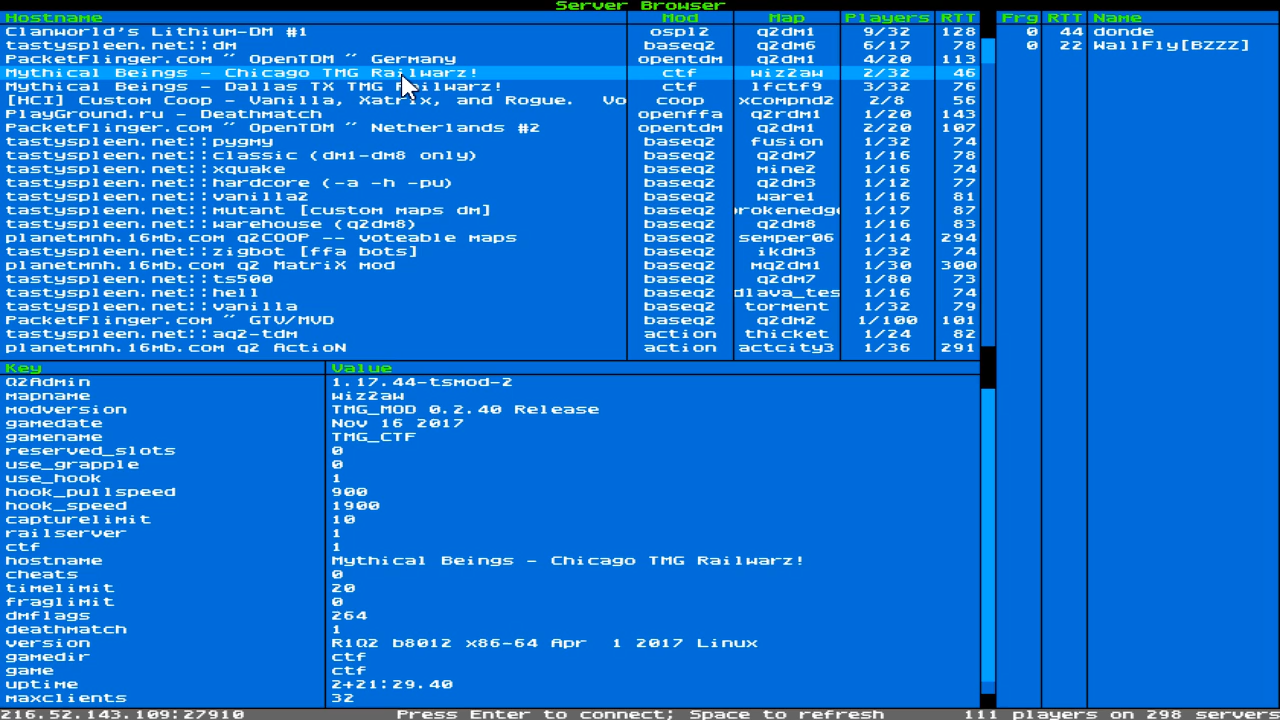 Server Browser
Hostname Mod Map Players RTT Frg RTT Name
Clanworld's Lithium-DM #1 ospl2 q2dm1 9/32 128 0 44 donde
tastyspleen.net::dm baseq2 q2dm6 6/17 78 0 22 WallFly[BZZZ]
PacketFlinger.com ~ OpenTDM ~ Germany opentdm q2dm1 4/20 113
Mythical Beings - Chicago TMG Railwarz! ctf wiz2aw 2/32 46
Mythical Beings - Dallas TX TMG Railwarz! ctf lfctf9 3/32 76
[HCI] Custom Coop - Vanilla, Xatrix, and Rogue. Vo coop xcompnd2 2/8 56
PlayGround.ru - Deathmatch openffa q2rdm1 1/20 143
PacketFlinger.com ~ OpenTDM ~ Netherlands #2 opentdm q2dm1 2/20 107
tastyspleen.net::pygmy baseq2 fusion 1/32 74
tastyspleen.net::classic (dm1-dm8 only) baseq2 q2dm7 1/16 78
tastyspleen.net::xquake baseq2 mine2 1/16 74
tastyspleen.net::hardcore (-a -h -pu) baseq2 q2dm3 1/12 77
tastyspleen.net::vanilla2 baseq2 ware1 1/16 81
tastyspleen.net::mutant [custom maps dm] baseq2 rokenedg 1/17 87
tastyspleen.net::warehouse (q2dm8) baseq2 q2dm8 1/16 83
planetmnh.16mb.com q2COOP -- voteable maps baseq2 semper06 1/14 294
tastyspleen.net::zigbot [ffa bots] baseq2 ikdm3 1/32 74
planetmnh.16mb.com q2 MatriX mod baseq2 mq2dm1 1/30 300
tastyspleen.net::ts500 baseq2 q2dm7 1/80 73
tastyspleen.net::hell baseq2 dlava_tes 1/16 74
tastyspleen.net::vanilla baseq2 torment 1/32 79
PacketFlinger.com ~ GTV/MVD baseq2 q2dm2 1/100 101
tastyspleen.net::aq2-tdm action thicket 1/24 82
planetmnh.16mb.com q2 ActioN action actcity3 1/36 291
Key Value
Q2Admin 1.17.44-tsmod-2
mapname wiz2aw
modversion TMG_MOD 0.2.40 Release
gamedate Nov 16 2017
gamename TMG_CTF
reserved_slots 0
use_grapple 0
use_hook 1
hook_pullspeed 900
hook_speed 1900
capturelimit 10
railserver 1
ctf 1
hostname Mythical Beings - Chicago TMG Railwarz!
cheats 0
timelimit 20
fraglimit 0
dmflags 264
deathmatch 1
version R1Q2 b8012 x86-64 Apr 1 2017 Linux
gamedir ctf
game ctf
uptime 2+21:29.40
maxclients 32
216.52.143.109:27910 Press Enter to connect; Space to refresh 111 players on 298 servers